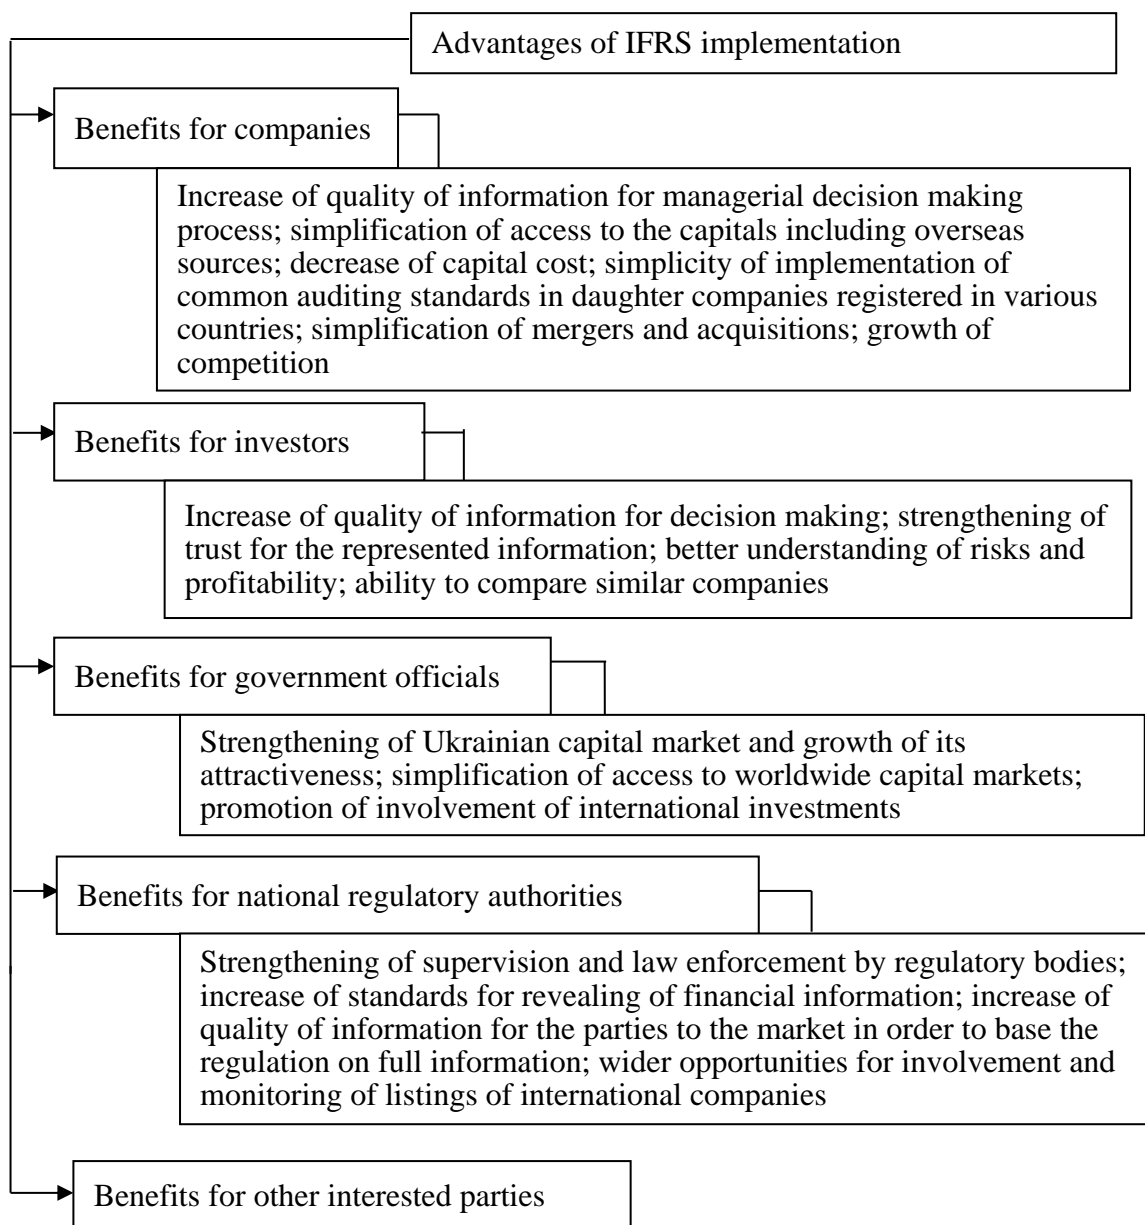 Advantages of IFRS implementation
Benefits for companies
Increase of quality of information for managerial decision making
process; simplification of access to the capitals including overseas
sources; decrease of capital cost; simplicity of implementation of
common auditing standards in daughter companies registered in various
countries; simplification of mergers and acquisitions; growth of
competition
Benefits for investors
Increase of quality of information for decision making; strengthening of
trust for the represented information; better understanding of risks and
profitability; ability to compare similar companies
Benefits for government officials
Strengthening of Ukrainian capital market and growth of its
attractiveness; simplification of access to worldwide capital markets;
promotion of involvement of international investments
Benefits for national regulatory authorities
Strengthening of supervision and law enforcement by regulatory bodies;
increase of standards for revealing of financial information; increase of
quality of information for the parties to the market in order to base the
regulation on full information; wider opportunities for involvement and
monitoring of listings of international companies
Benefits for other interested parties